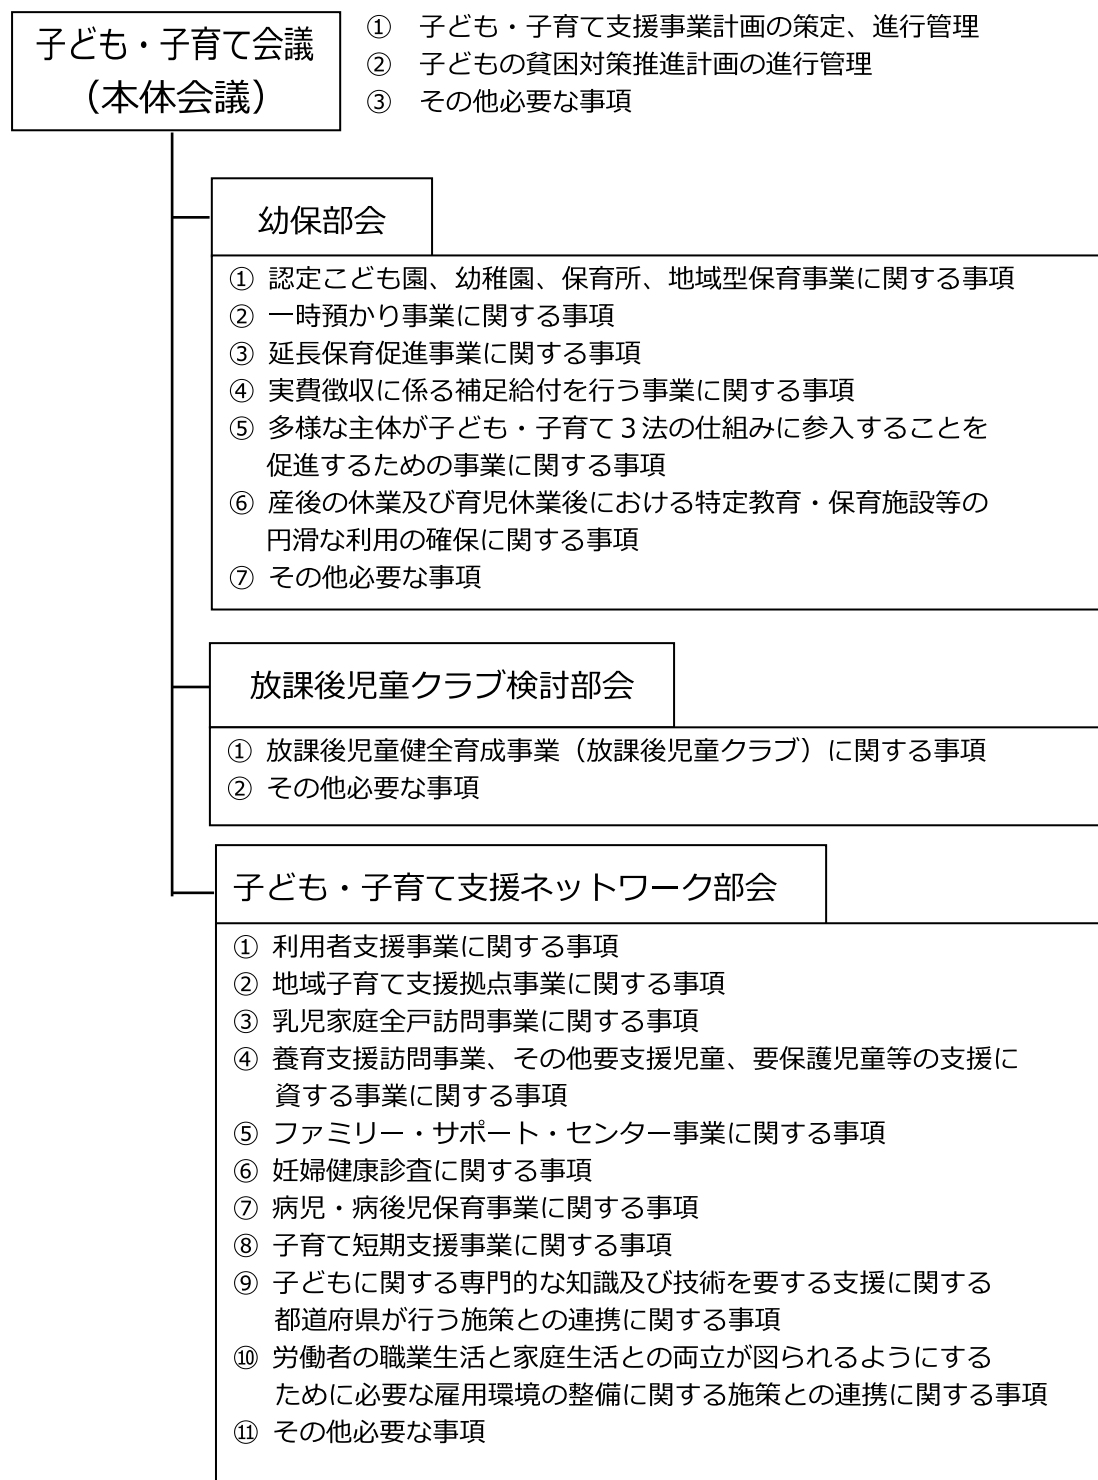 子ども・子育て会議
（本体会議）
① 子ども・子育て支援事業計画の策定、進行管理
② 子どもの貧困対策推進計画の進行管理
③ その他必要な事項
幼保部会
① 認定こども園、幼稚園、保育所、地域型保育事業に関する事項
② 一時預かり事業に関する事項
③ 延長保育促進事業に関する事項
④ 実費徴収に係る補足給付を行う事業に関する事項
⑤ 多様な主体が子ども・子育て３法の仕組みに参入することを
促進するための事業に関する事項
⑥ 産後の休業及び育児休業後における特定教育・保育施設等の
円滑な利用の確保に関する事項
⑦ その他必要な事項
放課後児童クラブ検討部会
① 放課後児童健全育成事業（放課後児童クラブ）に関する事項
② その他必要な事項
子ども・子育て支援ネットワーク部会
① 利用者支援事業に関する事項
② 地域子育て支援拠点事業に関する事項
③ 乳児家庭全戸訪問事業に関する事項
④ 養育支援訪問事業、その他要支援児童、要保護児童等の支援に
資する事業に関する事項
⑤ ファミリー・サポート・センター事業に関する事項
⑥ 妊婦健康診査に関する事項
⑦ 病児・病後児保育事業に関する事項
⑧ 子育て短期支援事業に関する事項
⑨ 子どもに関する専門的な知識及び技術を要する支援に関する
都道府県が行う施策との連携に関する事項
⑩ 労働者の職業生活と家庭生活との両立が図られるようにする
ために必要な雇用環境の整備に関する施策との連携に関する事項
⑪ その他必要な事項